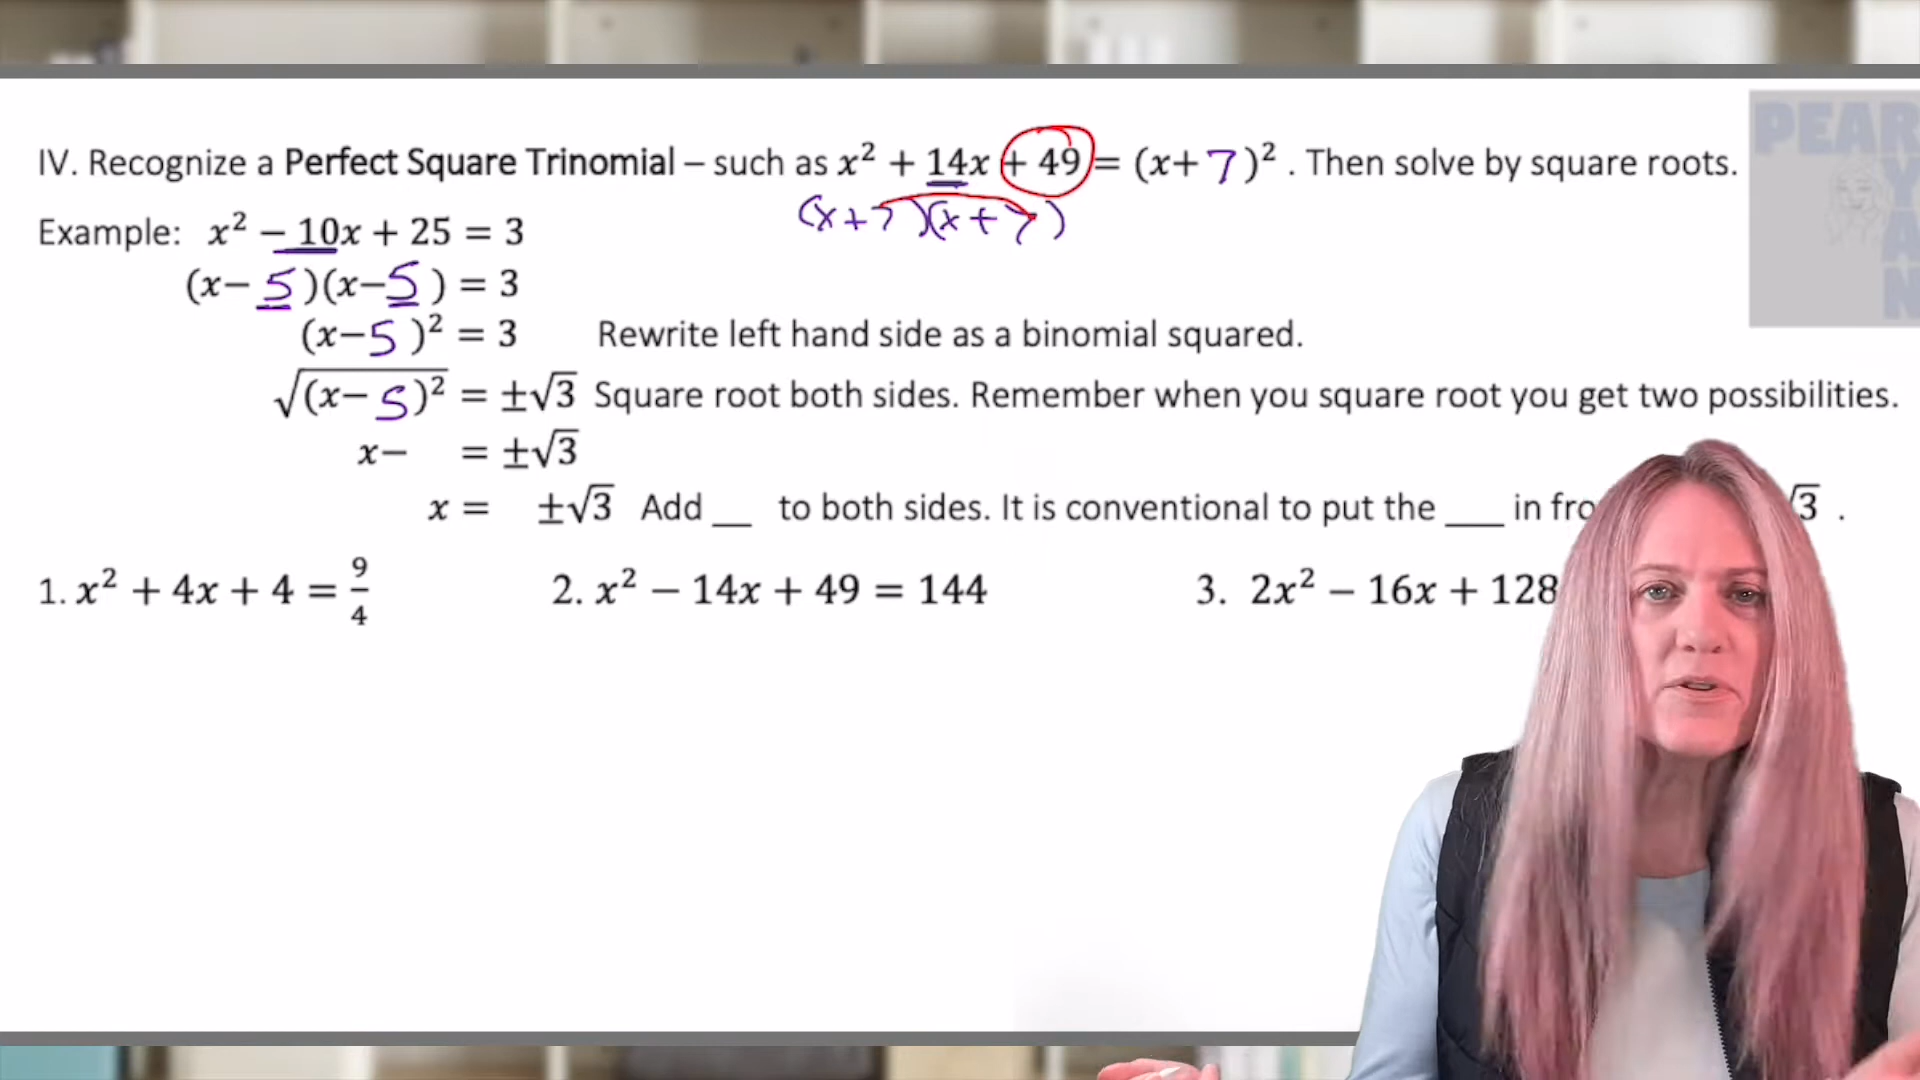 IV. Recognize a Perfect Square Trinomial – such as x² + 14x + 49 = (x+ 7 )² . Then solve by square roots.
(x+7)(x+7)
Example: x² − 10x + 25 = 3
(x− 5 )(x− 5 ) = 3
(x− 5 )² = 3 Rewrite left hand side as a binomial squared.
√(x− 5 )² = ±√3 Square root both sides. Remember when you square root you get two possibilities.
x− = ±√3
x = ±√3 Add __ to both sides. It is conventional to put the ___ in √3 .
1. x² + 4x + 4 = 9/4 2. x² − 14x + 49 = 144 3. 2x² − 16x + 128
PEAR
YAN